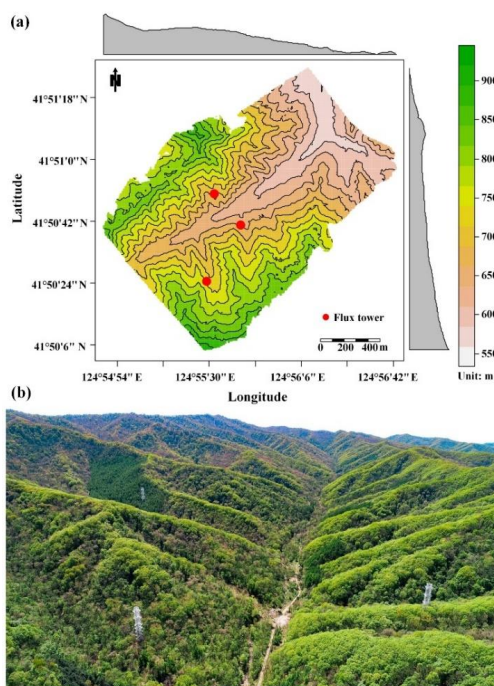 (a)
N
41°51'18" N
41°51'0" N
41°50'42" N
41°50'24" N
41°50'6" N
Latitude
Flux tower
0 200 400 m
124°54'54" E 124°55'30" E 124°56'6" E 124°56'42" E
Longitude
900
850
800
750
700
650
600
550
Unit: m
(b)